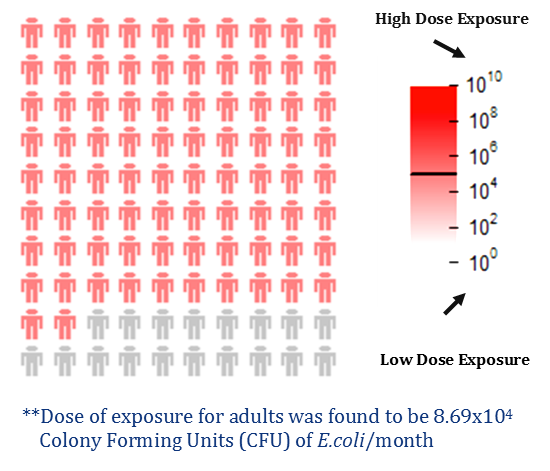 High Dose Exposure
10¹⁰
10⁸
10⁶
10⁴
10²
10⁰
Low Dose Exposure
**Dose of exposure for adults was found to be 8.69x10⁴
Colony Forming Units (CFU) of E.coli/month